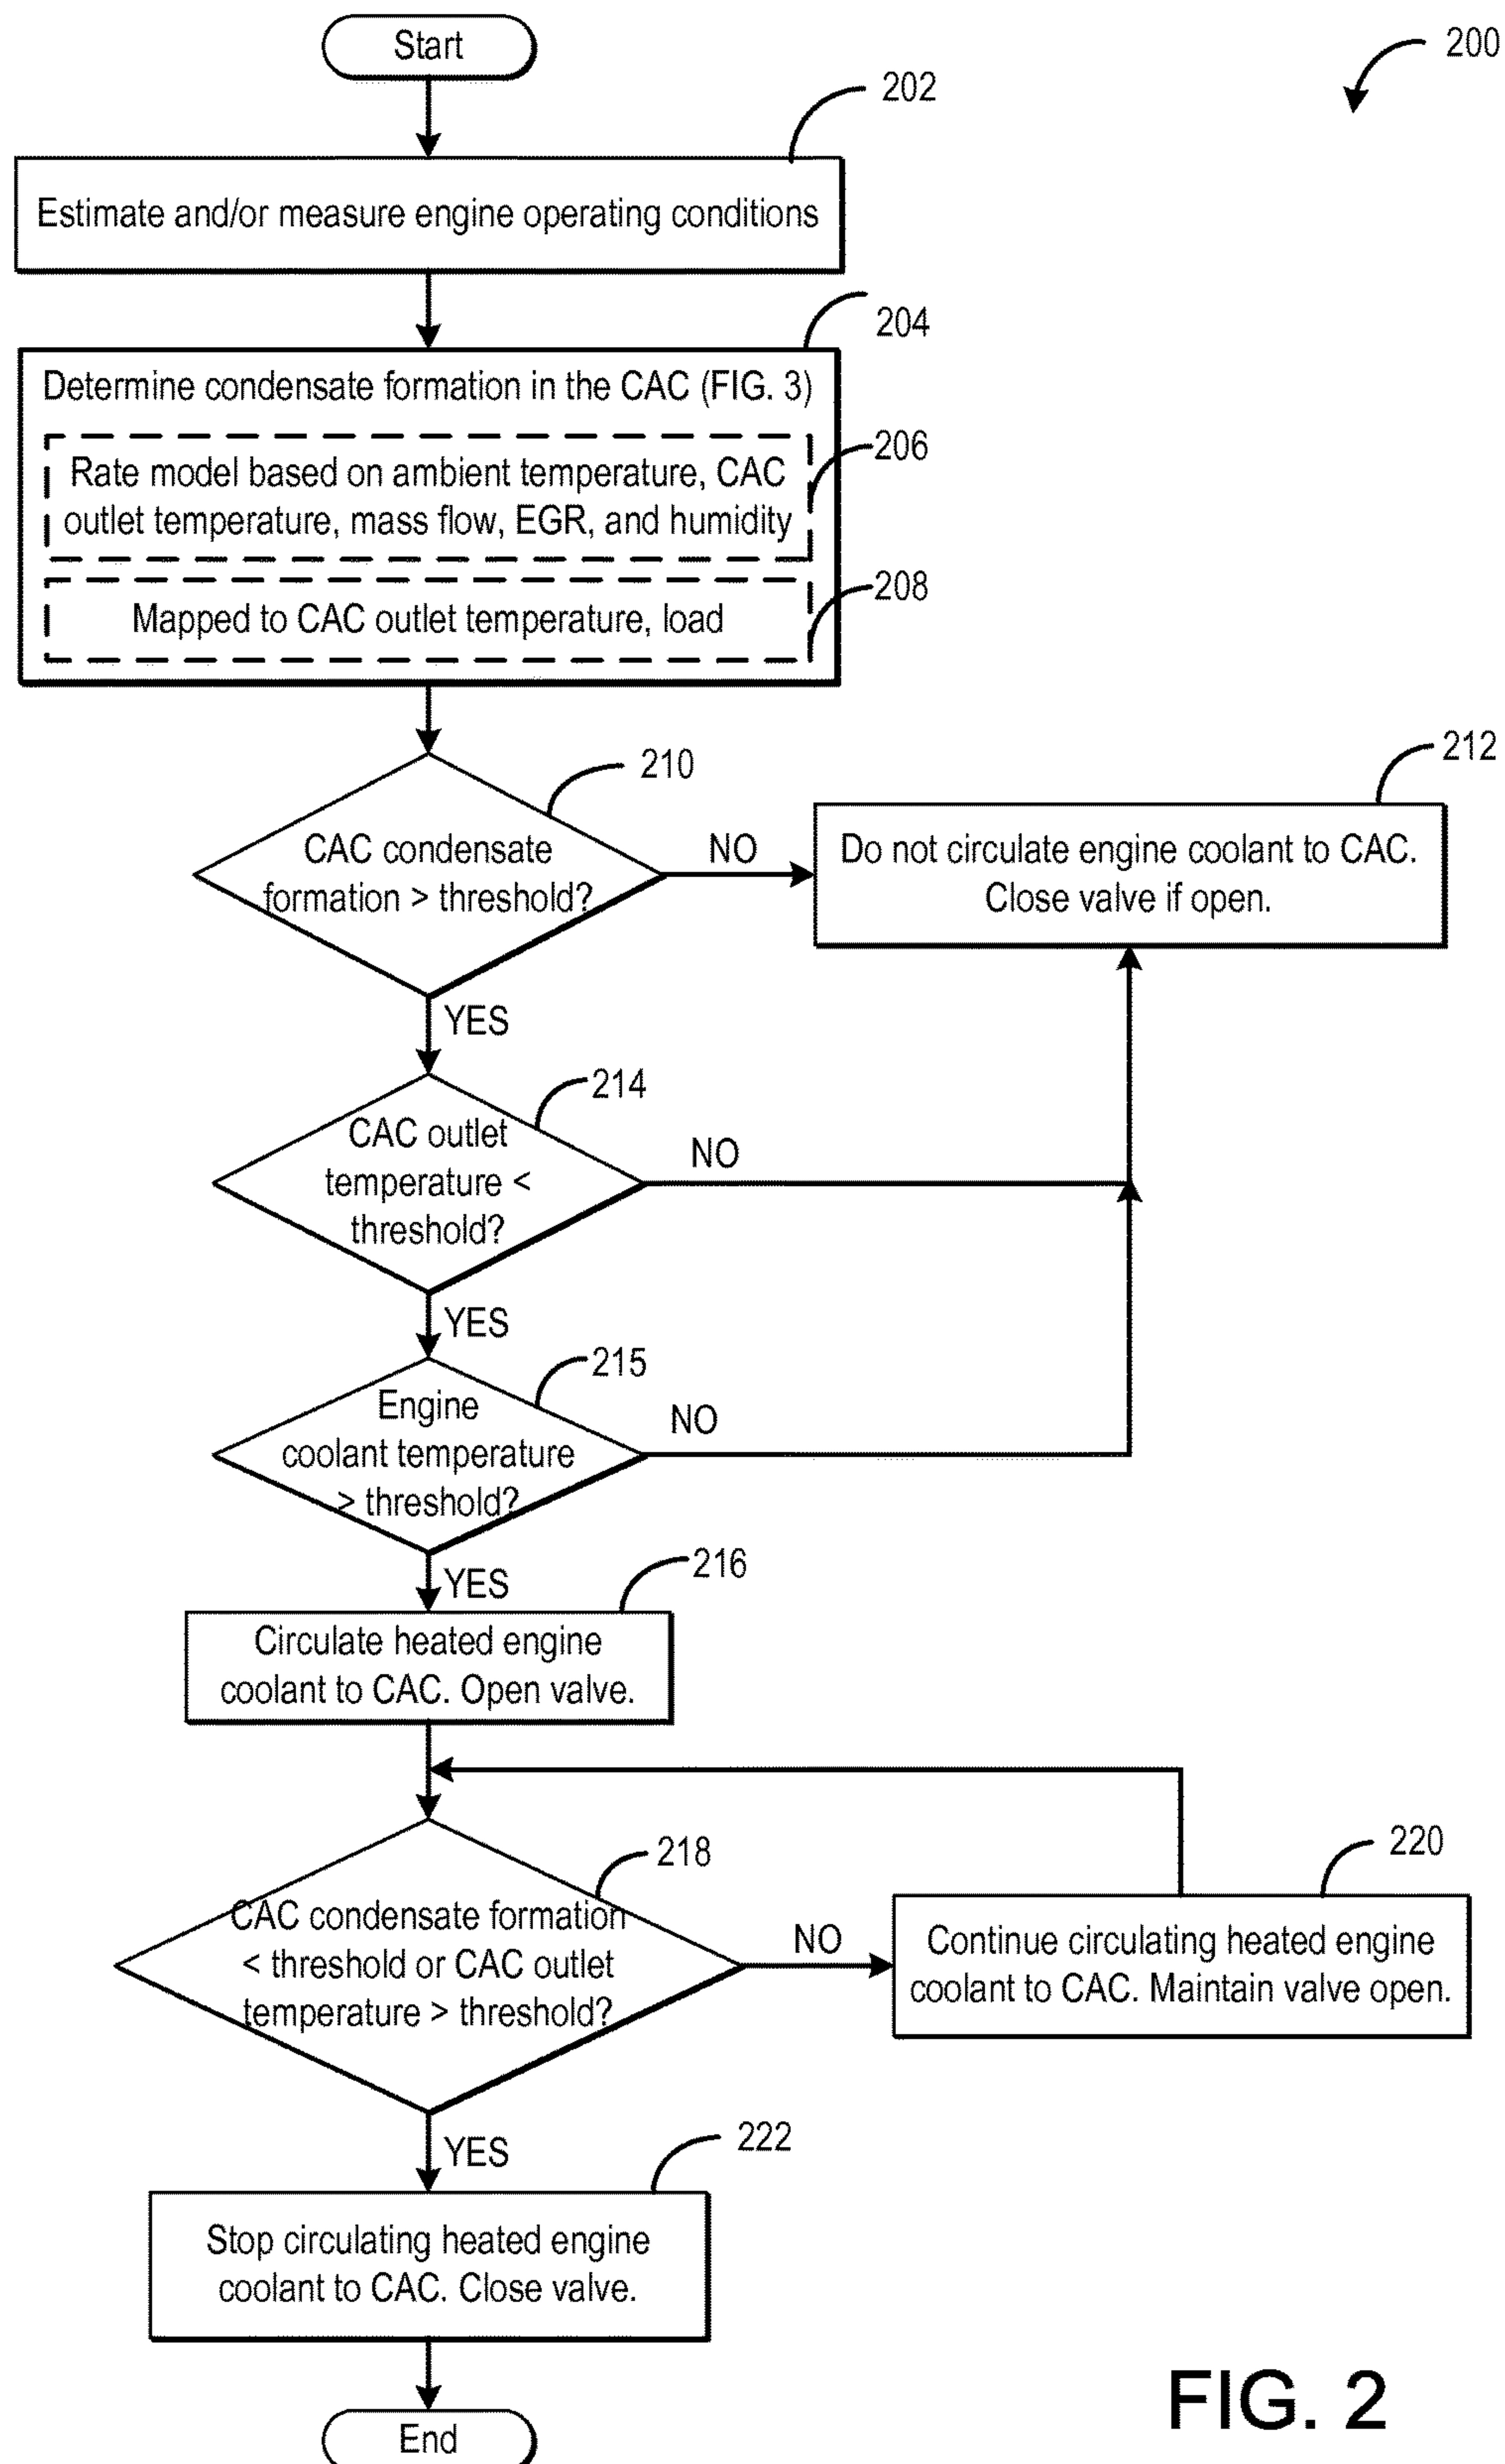 Start
200
202
Estimate and/or measure engine operating conditions
204
Determine condensate formation in the CAC (FIG. 3)
206
Rate model based on ambient temperature, CAC
outlet temperature, mass flow, EGR, and humidity
208
Mapped to CAC outlet temperature, load
210
CAC condensate
formation > threshold?
NO
212
Do not circulate engine coolant to CAC.
Close valve if open.
YES
214
CAC outlet
temperature <
threshold?
NO
YES
215
Engine
coolant temperature
> threshold?
NO
YES
216
Circulate heated engine
coolant to CAC. Open valve.
218
CAC condensate formation
< threshold or CAC outlet
temperature > threshold?
NO
220
Continue circulating heated engine
coolant to CAC. Maintain valve open.
YES
222
Stop circulating heated engine
coolant to CAC. Close valve.
End
FIG. 2